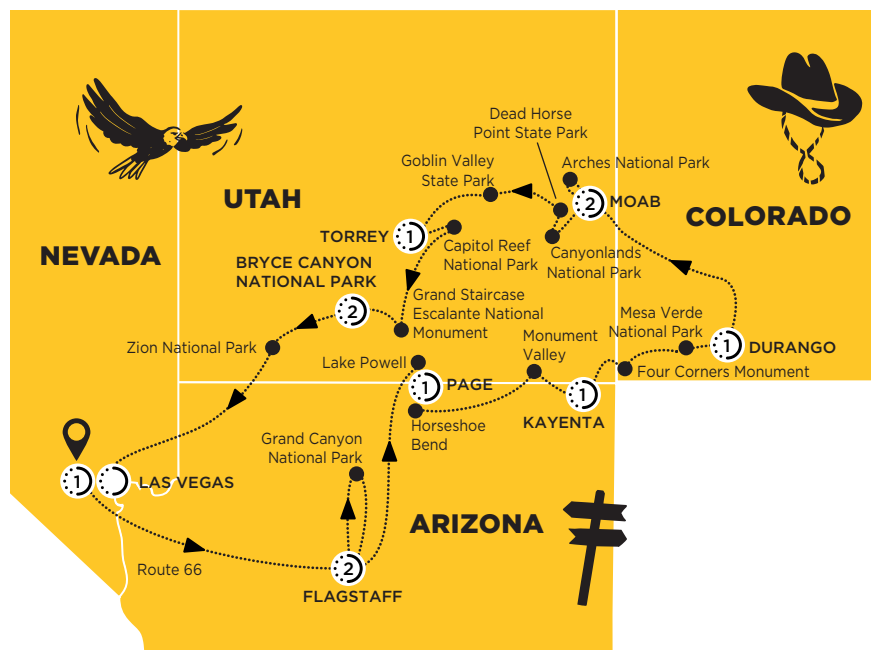 Dead Horse
Point State Park
Goblin Valley
State Park
Arches National Park
UTAH
2
MOAB
COLORADO
TORREY
1
NEVADA
Capitol Reef
National Park
Canyonlands
National Park
BRYCE CANYON
NATIONAL PARK
2
Grand Staircase
Escalante National
Monument
Mesa Verde
National Park
Zion National Park
Monument
Valley
1
DURANGO
Lake Powell
Four Corners Monument
1
PAGE
1
KAYENTA
Horseshoe
Bend
Grand Canyon
National Park
1
LAS VEGAS
ARIZONA
Route 66
2
FLAGSTAFF